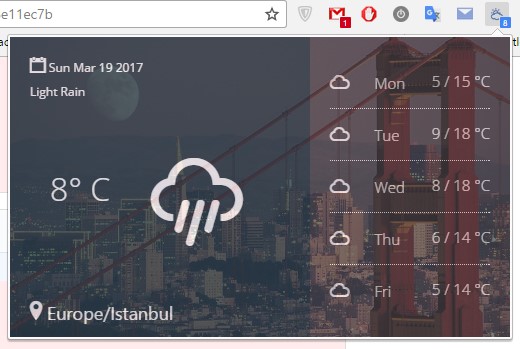 e11ec7b
1
8
Sun Mar 19 2017
Light Rain
8° C
Europe/Istanbul
Mon 5 / 15 °C
Tue 9 / 18 °C
Wed 8 / 18 °C
Thu 6 / 14 °C
Fri 5 / 14 °C